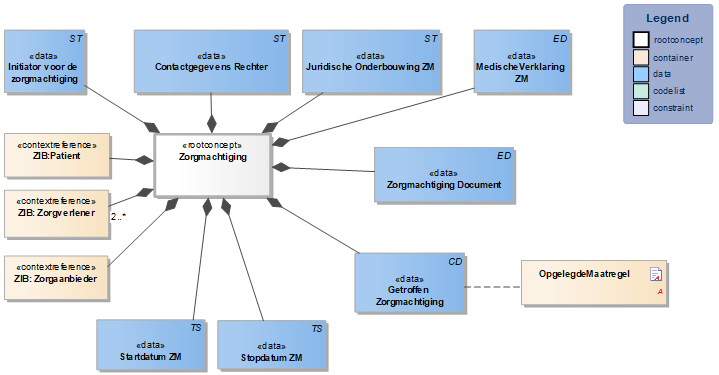 ST
«data»
Initiator voor de
zorgmachtiging
ST
«data»
Contactgegevens Rechter
ST
«data»
Juridische Onderbouwing ZM
ED
«data»
MedischeVerklaring
ZM
Legend
rootconcept
container
data
codelist
constraint
«contextreference»
ZIB:Patient
«rootconcept»
Zorgmachtiging
ED
«data»
Zorgmachtiging Document
«contextreference»
ZIB: Zorgverlener
2..*
«contextreference»
ZIB: Zorgaanbieder
CD
«data»
Getroffen
Zorgmachtiging
OpgelegdeMaatregel
A
TS
«data»
Startdatum ZM
TS
«data»
Stopdatum ZM